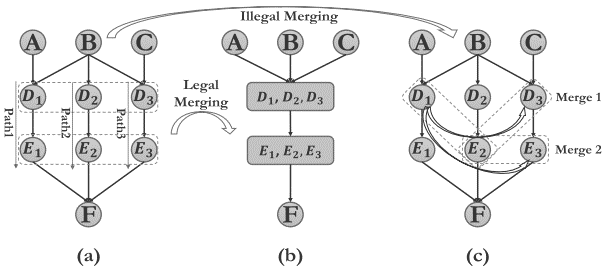 Illegal Merging
A B C
A B C
A B C
D₁ D₂ D₃
Path1
Path2
Path3
Legal
Merging
D₁, D₂, D₃
D₁ D₂ D₃
Merge 1
E₁ E₂ E₃
E₁, E₂, E₃
E₁ E₂ E₃
Merge 2
F
F
F
(a)
(b)
(c)